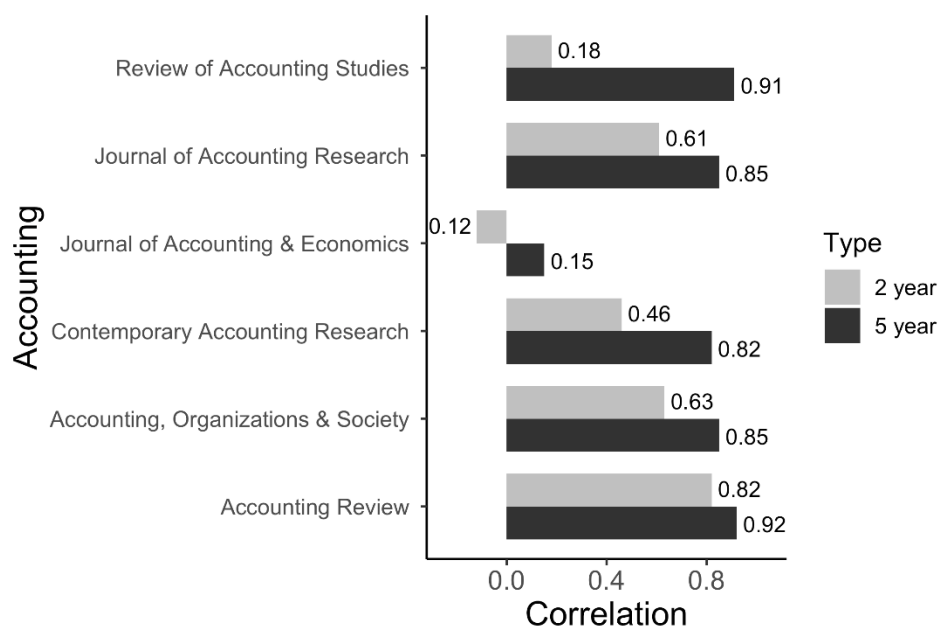 Accounting
Review of Accounting Studies
0.18
0.91
Journal of Accounting Research
0.61
0.85
Journal of Accounting & Economics
0.12
0.15
Contemporary Accounting Research
0.46
0.82
Accounting, Organizations & Society
0.63
0.85
Accounting Review
0.82
0.92
0.0 0.4 0.8
Correlation
Type
2 year
5 year